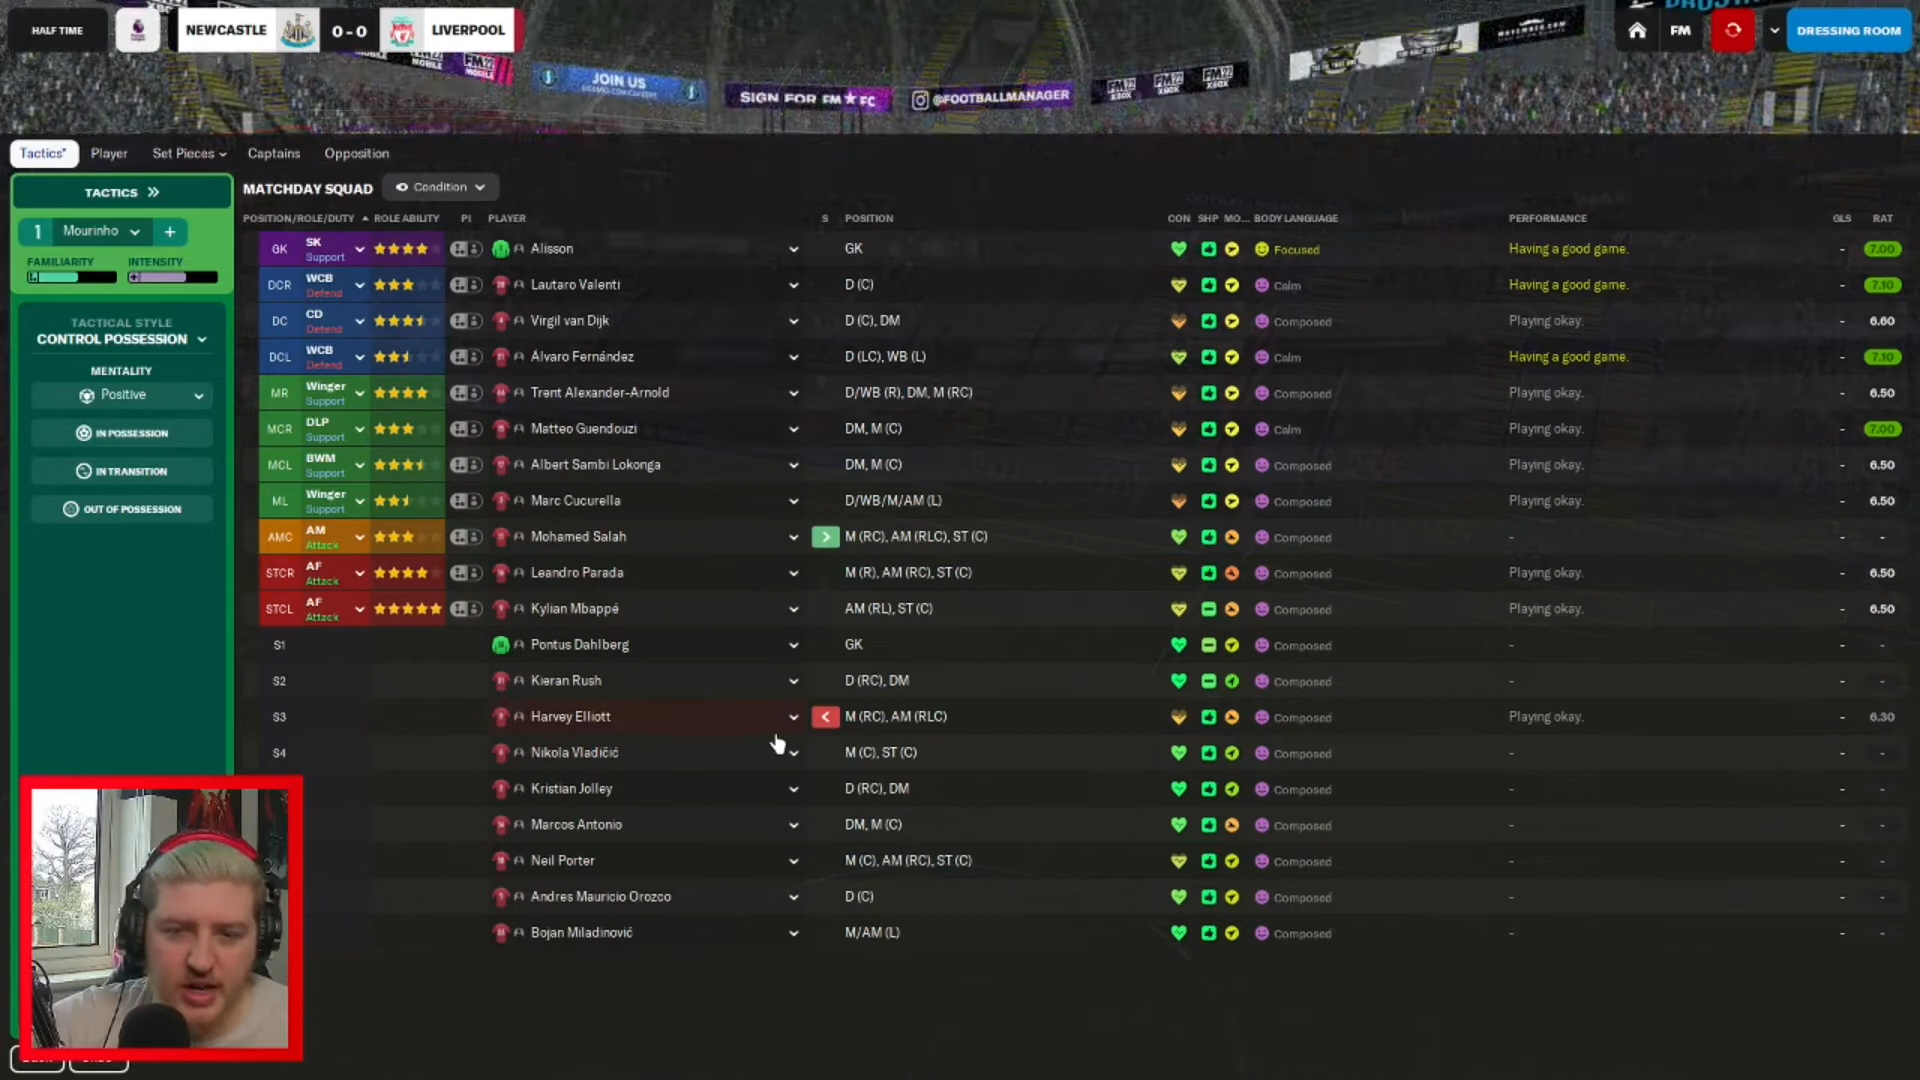 HALF TIME NEWCASTLE 0 - 0 LIVERPOOL FM DRESSING ROOM
JOIN US
SIGN FOR FM★FC
@FOOTBALLMANAGER
FM22 XBOX FM22 XBOX FM22 XBOX
MOBILE
Tactics* Player Set Pieces Captains Opposition
TACTICS
1 Mourinho +
FAMILIARITY INTENSITY
TACTICAL STYLE
CONTROL POSSESSION
MENTALITY
Positive
IN POSSESSION
IN TRANSITION
OUT OF POSSESSION
MATCHDAY SQUAD Condition
POSITION/ROLE/DUTY ROLE ABILITY PI PLAYER S POSITION CON SHP MO... BODY LANGUAGE PERFORMANCE GLS RAT
GK SK Support Alisson GK Focused Having a good game. - 7.00
DCR WCB Defend Lautaro Valenti D (C) Calm Having a good game. - 7.10
DC CD Defend Virgil van Dijk D (C), DM Composed Playing okay. - 6.60
DCL WCB Defend Álvaro Fernández D (LC), WB (L) Calm Having a good game. - 7.10
MR Winger Support Trent Alexander-Arnold D/WB (R), DM, M (RC) Composed Playing okay. - 6.50
MCR DLP Support Matteo Guendouzi DM, M (C) Calm Playing okay. - 7.00
MCL BWM Support Albert Sambi Lokonga DM, M (C) Composed Playing okay. - 6.50
ML Winger Support Marc Cucurella D/WB/M/AM (L) Composed Playing okay. - 6.50
AMC AM Attack Mohamed Salah M (RC), AM (RLC), ST (C) Composed - - -
STCR AF Attack Leandro Parada M (R), AM (RC), ST (C) Composed Playing okay. - 6.50
STCL AF Attack Kylian Mbappé AM (RL), ST (C) Composed Playing okay. - 6.50
S1 Pontus Dahlberg GK Composed - - -
S2 Kieran Rush D (RC), DM Composed - - -
S3 Harvey Elliott M (RC), AM (RLC) Composed Playing okay. - 6.30
S4 Nikola Vladičić M (C), ST (C) Composed - - -
Kristian Jolley D (RC), DM Composed - - -
Marcos Antonio DM, M (C) Composed - - -
Neil Porter M (C), AM (RC), ST (C) Composed - - -
Andres Mauricio Orozco D (C) Composed - - -
Bojan Miladinović M/AM (L) Composed - - -